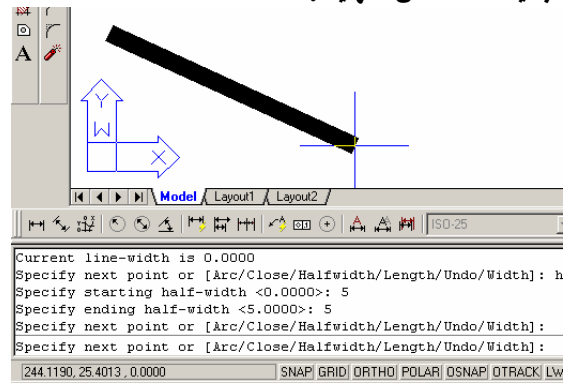 A
Y
W
X
Model Layout1 Layout2
ISO-25
Current line-width is 0.0000
Specify next point or [Arc/Close/Halfwidth/Length/Undo/Width]: h
Specify starting half-width <0.0000>: 5
Specify ending half-width <5.0000>: 5
Specify next point or [Arc/Close/Halfwidth/Length/Undo/Width]:
Specify next point or [Arc/Close/Halfwidth/Length/Undo/Width]:
244.1190, 25.4013 , 0.0000 SNAP GRID ORTHO POLAR OSNAP OTRACK LW